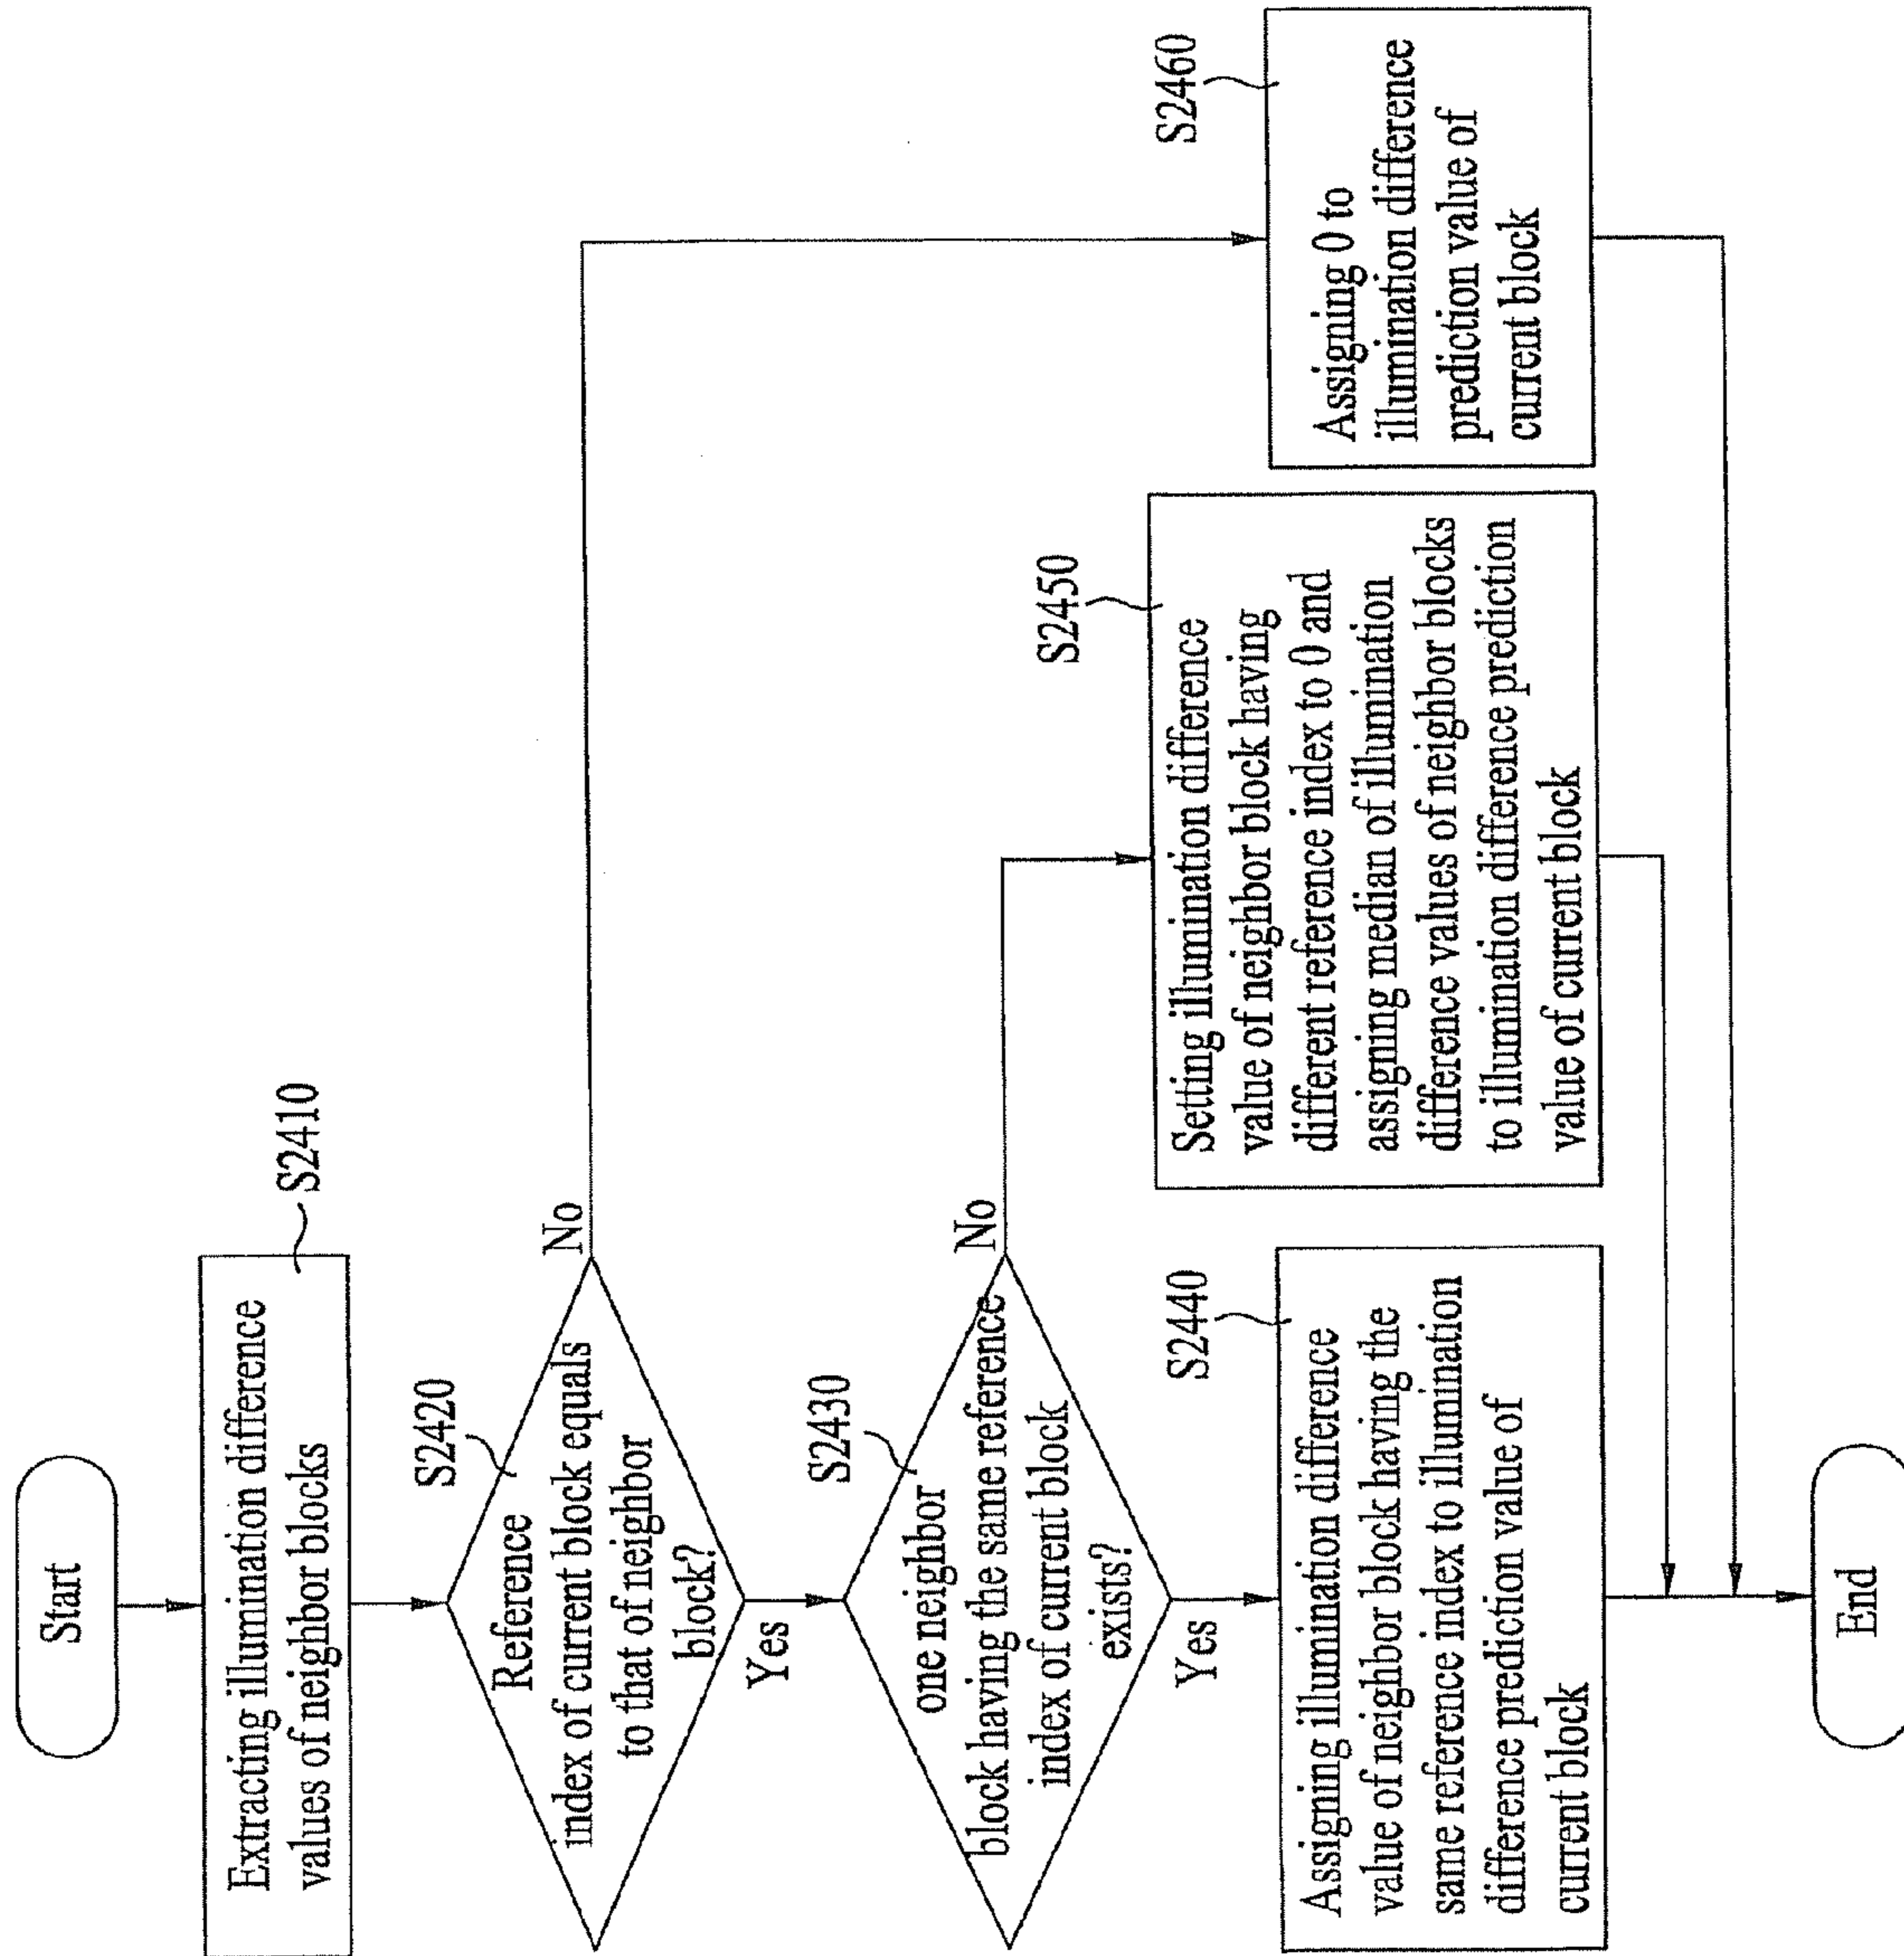 Start
Extracting illumination difference
values of neighbor blocks
S2410
S2420
Reference
index of current block equals
to that of neighbor
block?
No
Yes
S2430
one neighbor
block having the same reference
index of current block
exists?
No
Yes
S2440
Assigning illumination difference
value of neighbor block having the
same reference index to illumination
difference prediction value of
current block
S2450
Setting illumination difference
value of neighbor block having
different reference index to 0 and
assigning median of illumination
difference values of neighbor blocks
to illumination difference prediction
value of current block
S2460
Assigning 0 to
illumination difference
prediction value of
current block
End